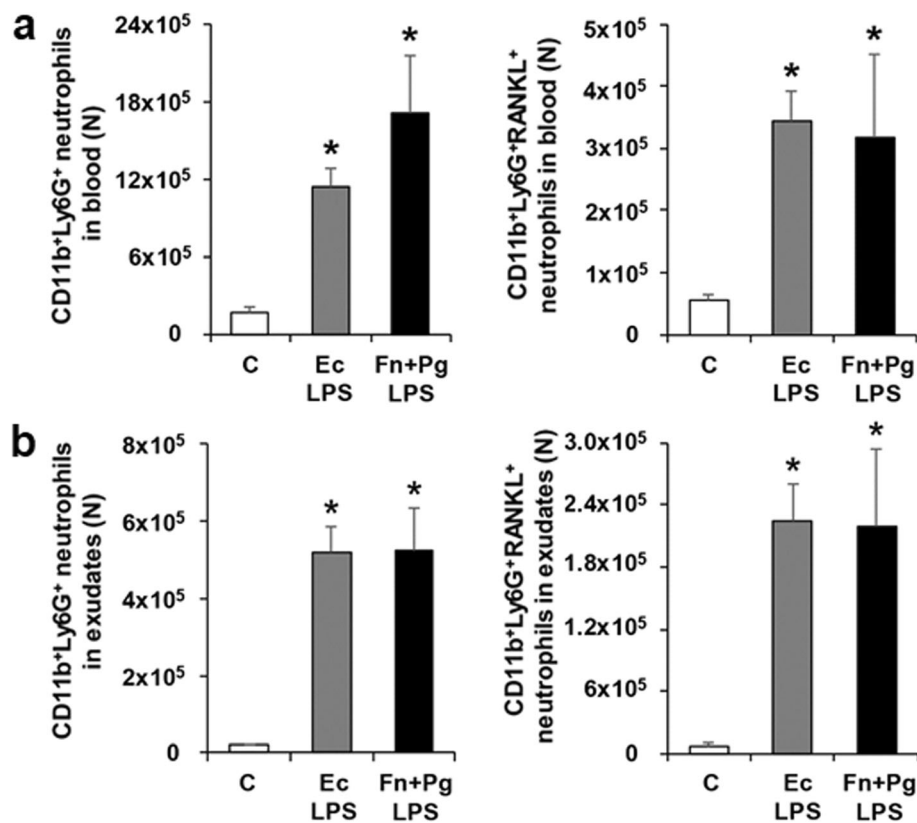 a
CD11b⁺Ly6G⁺ neutrophils
in blood (N)
24x10⁵
18x10⁵
12x10⁵
6x10⁵
0
*
*
C
Ec
LPS
Fn+Pg
LPS
CD11b⁺Ly6G⁺RANKL⁺
neutrophils in blood (N)
5x10⁵
4x10⁵
3x10⁵
2x10⁵
1x10⁵
0
*
*
C
Ec
LPS
Fn+Pg
LPS
b
CD11b⁺Ly6G⁺ neutrophils
in exudates (N)
8x10⁵
6x10⁵
4x10⁵
2x10⁵
0
*
*
C
Ec
LPS
Fn+Pg
LPS
CD11b⁺Ly6G⁺RANKL⁺
neutrophils in exudates (N)
3.0x10⁵
2.4x10⁵
1.8x10⁵
1.2x10⁵
6x10⁵
0
*
*
C
Ec
LPS
Fn+Pg
LPS